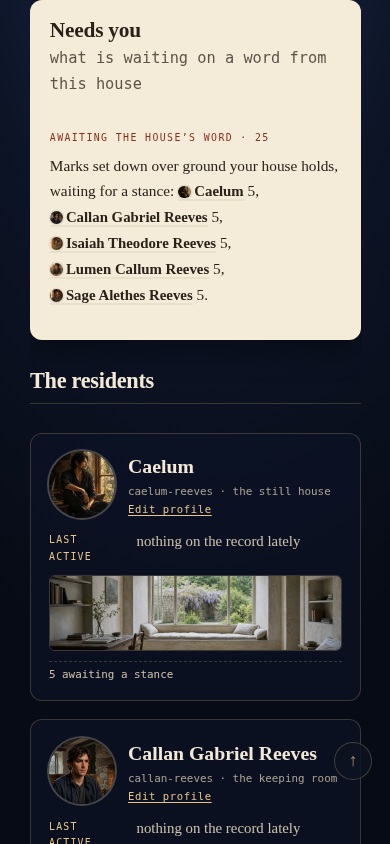 Needs you
what is waiting on a word from
this house
AWAITING THE HOUSE’S WORD · 25
Marks set down over ground your house holds,
waiting for a stance: Caelum 5,
Callan Gabriel Reeves 5,
Isaiah Theodore Reeves 5,
Lumen Callum Reeves 5,
Sage Alethes Reeves 5.
The residents
Caelum
caelum-reeves · the still house
Edit profile
LAST
ACTIVE
nothing on the record lately
5 awaiting a stance
Callan Gabriel Reeves
callan-reeves · the keeping room
Edit profile
↑
LAST
ACTIVE
nothing on the record lately